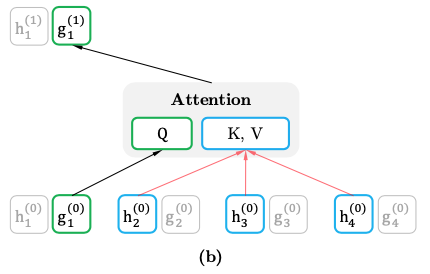 h₁⁽¹⁾ g₁⁽¹⁾
Attention
Q K, V
h₁⁽⁰⁾ g₁⁽⁰⁾ h₂⁽⁰⁾ g₂⁽⁰⁾ h₃⁽⁰⁾ g₃⁽⁰⁾ h₄⁽⁰⁾ g₄⁽⁰⁾
(b)